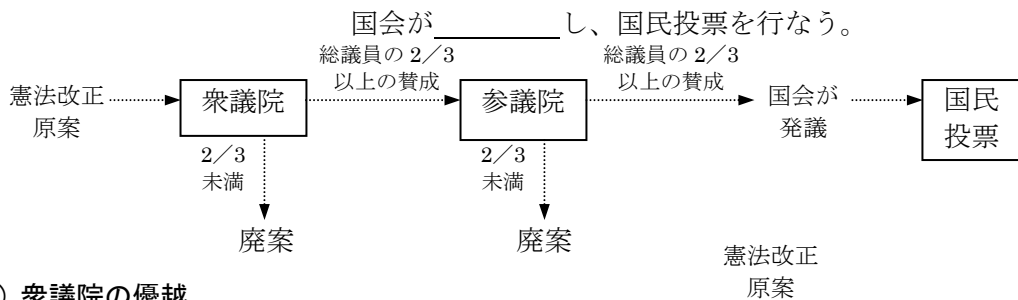 国会が＿＿＿＿し、国民投票を行なう。
総議員の 2／3
以上の賛成
総議員の 2／3
以上の賛成
憲法改正
原案
衆議院
参議院
国会が
発議
国民
投票
2／3
未満
2／3
未満
廃案
廃案
憲法改正
原案
) 衆議院の優越